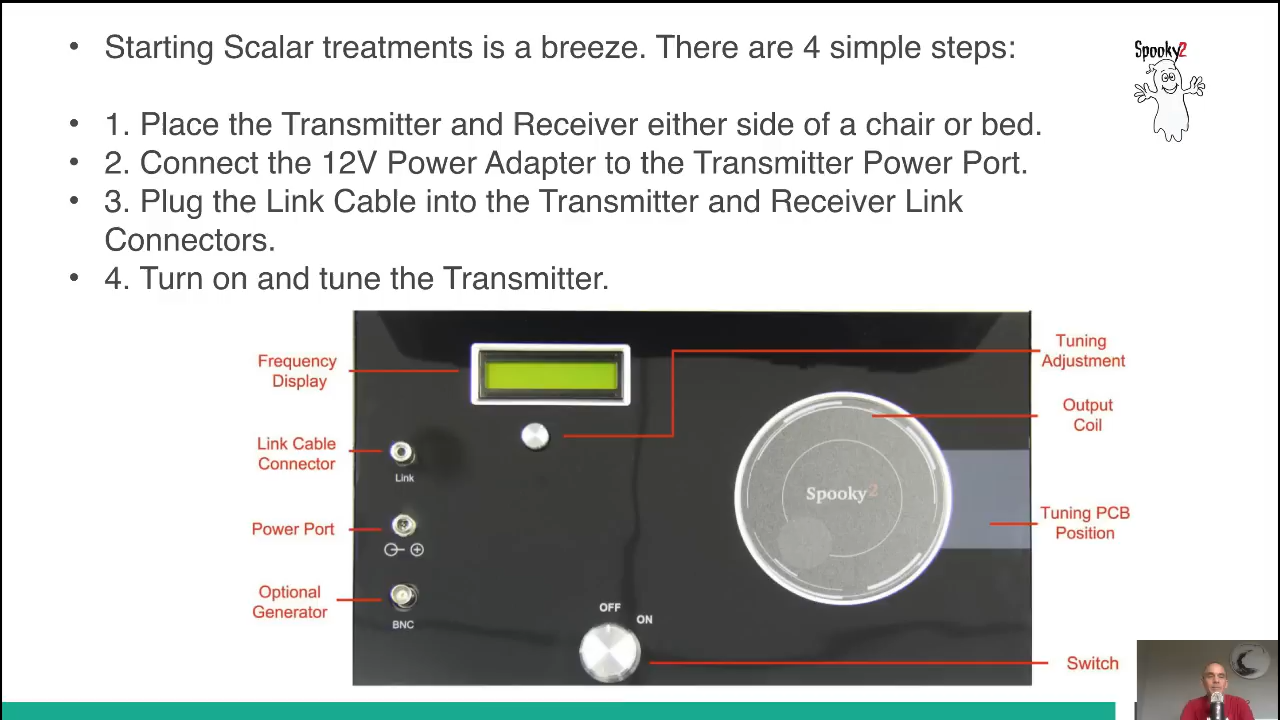 • Starting Scalar treatments is a breeze. There are 4 simple steps:
Spooky2
• 1. Place the Transmitter and Receiver either side of a chair or bed.
• 2. Connect the 12V Power Adapter to the Transmitter Power Port.
• 3. Plug the Link Cable into the Transmitter and Receiver Link
Connectors.
• 4. Turn on and tune the Transmitter.
Frequency
Display
Tuning
Adjustment
Output
Coil
Link Cable
Connector
Link
Spooky2
Power Port
Tuning PCB
Position
Optional
Generator
BNC
OFF
ON
Switch